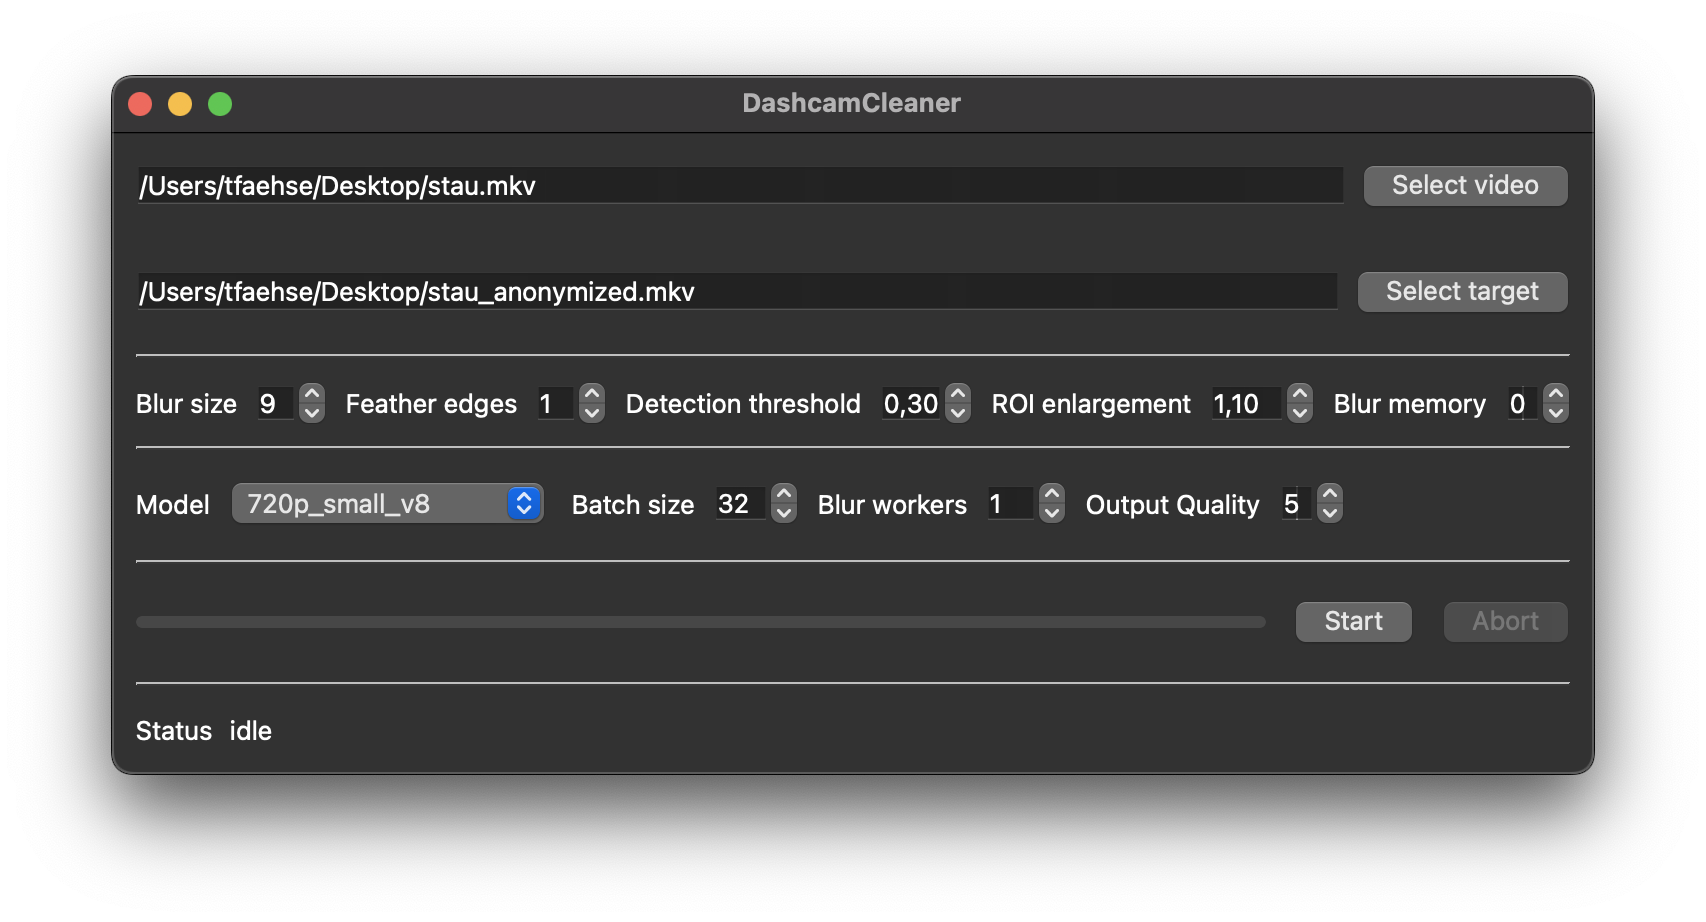 DashcamCleaner
/Users/tfaehse/Desktop/stau.mkv Select video
/Users/tfaehse/Desktop/stau_anonymized.mkv Select target
Blur size 9 Feather edges 1 Detection threshold 0,30 ROI enlargement 1,10 Blur memory 0
Model 720p_small_v8 Batch size 32 Blur workers 1 Output Quality 5
Start Abort
Status idle